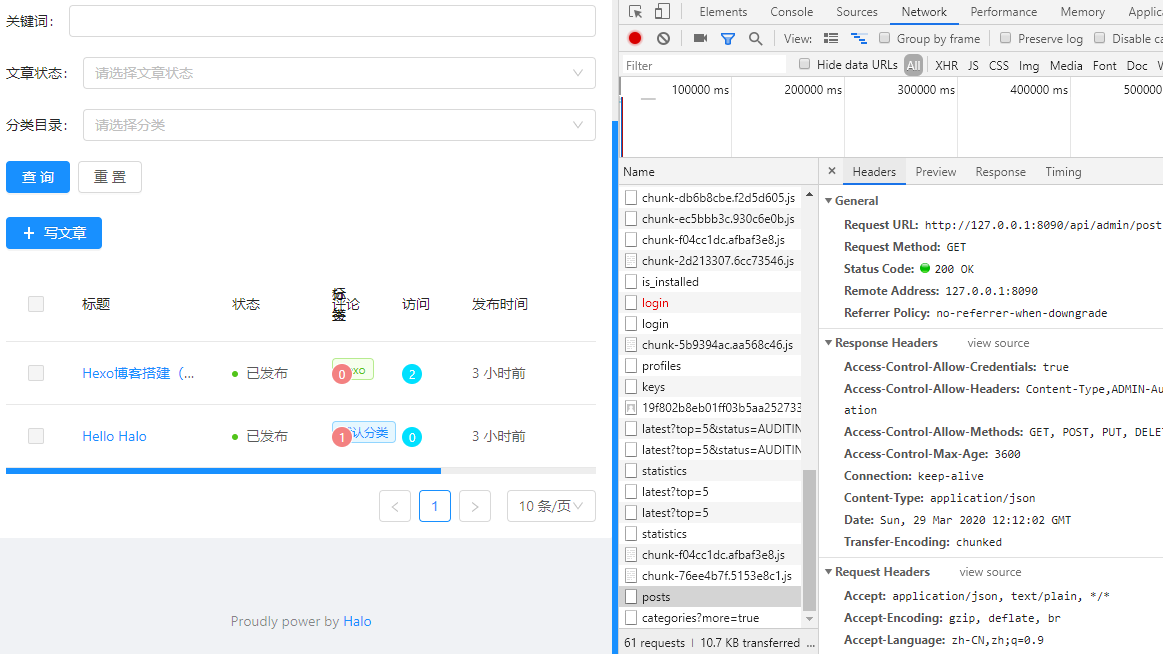 关键词：
文章状态： 请选择文章状态
分类目录： 请选择分类
查 询 重 置
+ 写文章
标题 状态 标签 评论 访问 发布时间
Hexo博客搭建（... 已发布 0 2 3 小时前
Hello Halo 已发布 1 0 3 小时前
< 1 > 10 条/页
Proudly power by Halo
Elements Console Sources Network Performance Memory Applic
View: Group by frame Preserve log Disable ca
Filter Hide data URLs All XHR JS CSS Img Media Font Doc W
100000 ms 200000 ms 300000 ms 400000 ms 500000
Name
chunk-db6b8cbe.f2d5d605.js
chunk-ec5bbb3c.930c6e0b.js
chunk-f04cc1dc.afbaf3e8.js
chunk-2d213307.6cc73546.js
is_installed
login
login
chunk-5b9394ac.aa568c46.js
profiles
keys
19f802b8eb01ff03b5aa252733
latest?top=5&status=AUDITIN
latest?top=5&status=AUDITIN
statistics
latest?top=5
latest?top=5
statistics
chunk-f04cc1dc.afbaf3e8.js
chunk-76ee4b7f.5153e8c1.js
posts
categories?more=true
61 requests | 10.7 KB transferred ...
× Headers Preview Response Timing
General
Request URL: http://127.0.0.1:8090/api/admin/post
Request Method: GET
Status Code: 200 OK
Remote Address: 127.0.0.1:8090
Referrer Policy: no-referrer-when-downgrade
Response Headers view source
Access-Control-Allow-Credentials: true
Access-Control-Allow-Headers: Content-Type,ADMIN-Au
ation
Access-Control-Allow-Methods: GET, POST, PUT, DELET
Access-Control-Max-Age: 3600
Connection: keep-alive
Content-Type: application/json
Date: Sun, 29 Mar 2020 12:12:02 GMT
Transfer-Encoding: chunked
Request Headers view source
Accept: application/json, text/plain, */*
Accept-Encoding: gzip, deflate, br
Accept-Language: zh-CN,zh;q=0.9